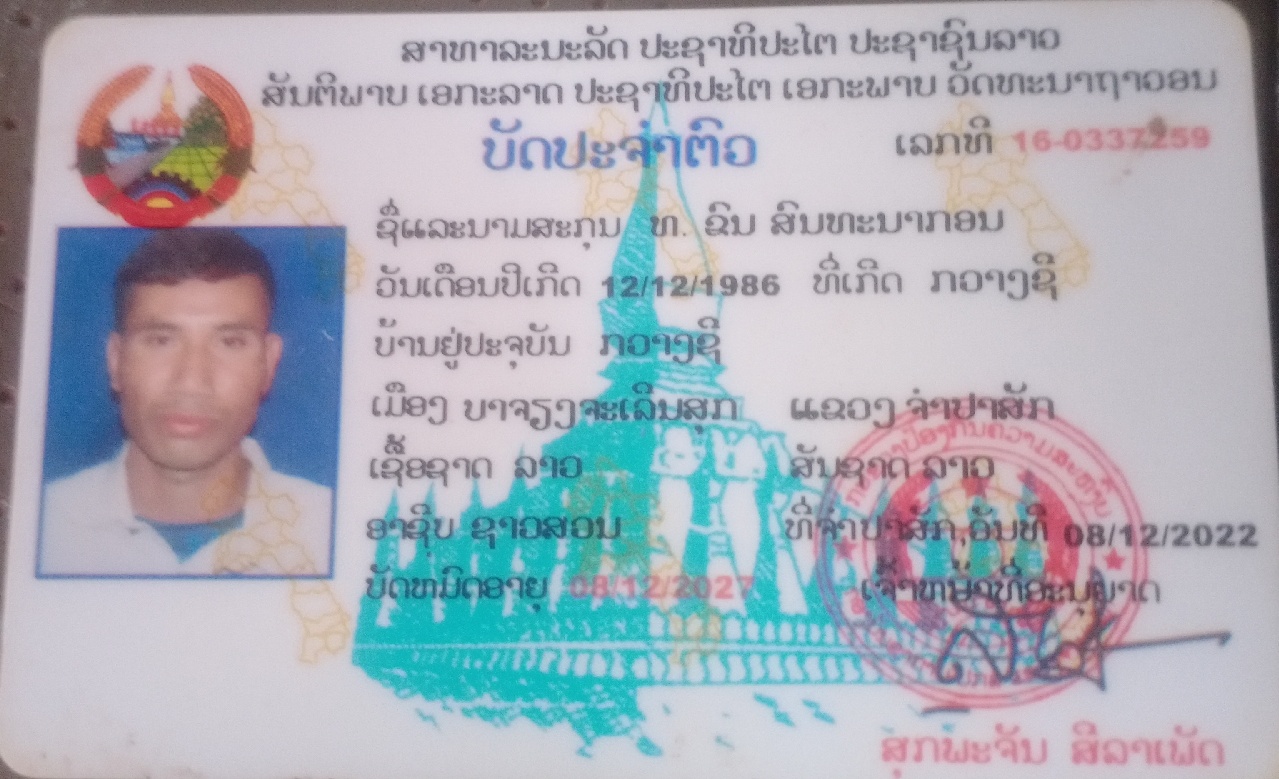 ສາທາລະນະລັດ ປະຊາທິປະໄຕ ປະຊາຊົນລາວ
ສັນຕິພາບ ເອກະລາດ ປະຊາທິປະໄຕ ເອກະພາບ ວັດທະນາຖາວອນ
ບັດປະຈຳຕົວ ເລກທີ 16-0337259
ຊື່ແລະນາມສະກຸນ ທ. ຂົນ ສົນທະນາກອນ
ວັນເດືອນປີເກີດ 12/12/1986 ທີ່ເກີດ ກວາງຊີ
ບ້ານຢູ່ປະຈຸບັນ ກວາງຊີ
ເມືອງ ບາຈຽງຈະເລີນສຸກ ແຂວງ ຈຳປາສັກ
ເຊື້ອຊາດ ລາວ ສັນຊາດ ລາວ
ອາຊີບ ຊາວສວນ ທີ່ຈຳປາສັກ,ວັນທີ 08/12/2022
ບັດຫມົດອາຍຸ 08/12/2027 ເຈົ້າຫນ້າທີ່ອະນຸຍາດ
ສຸກພະຈັນ ສີລາເພັດ